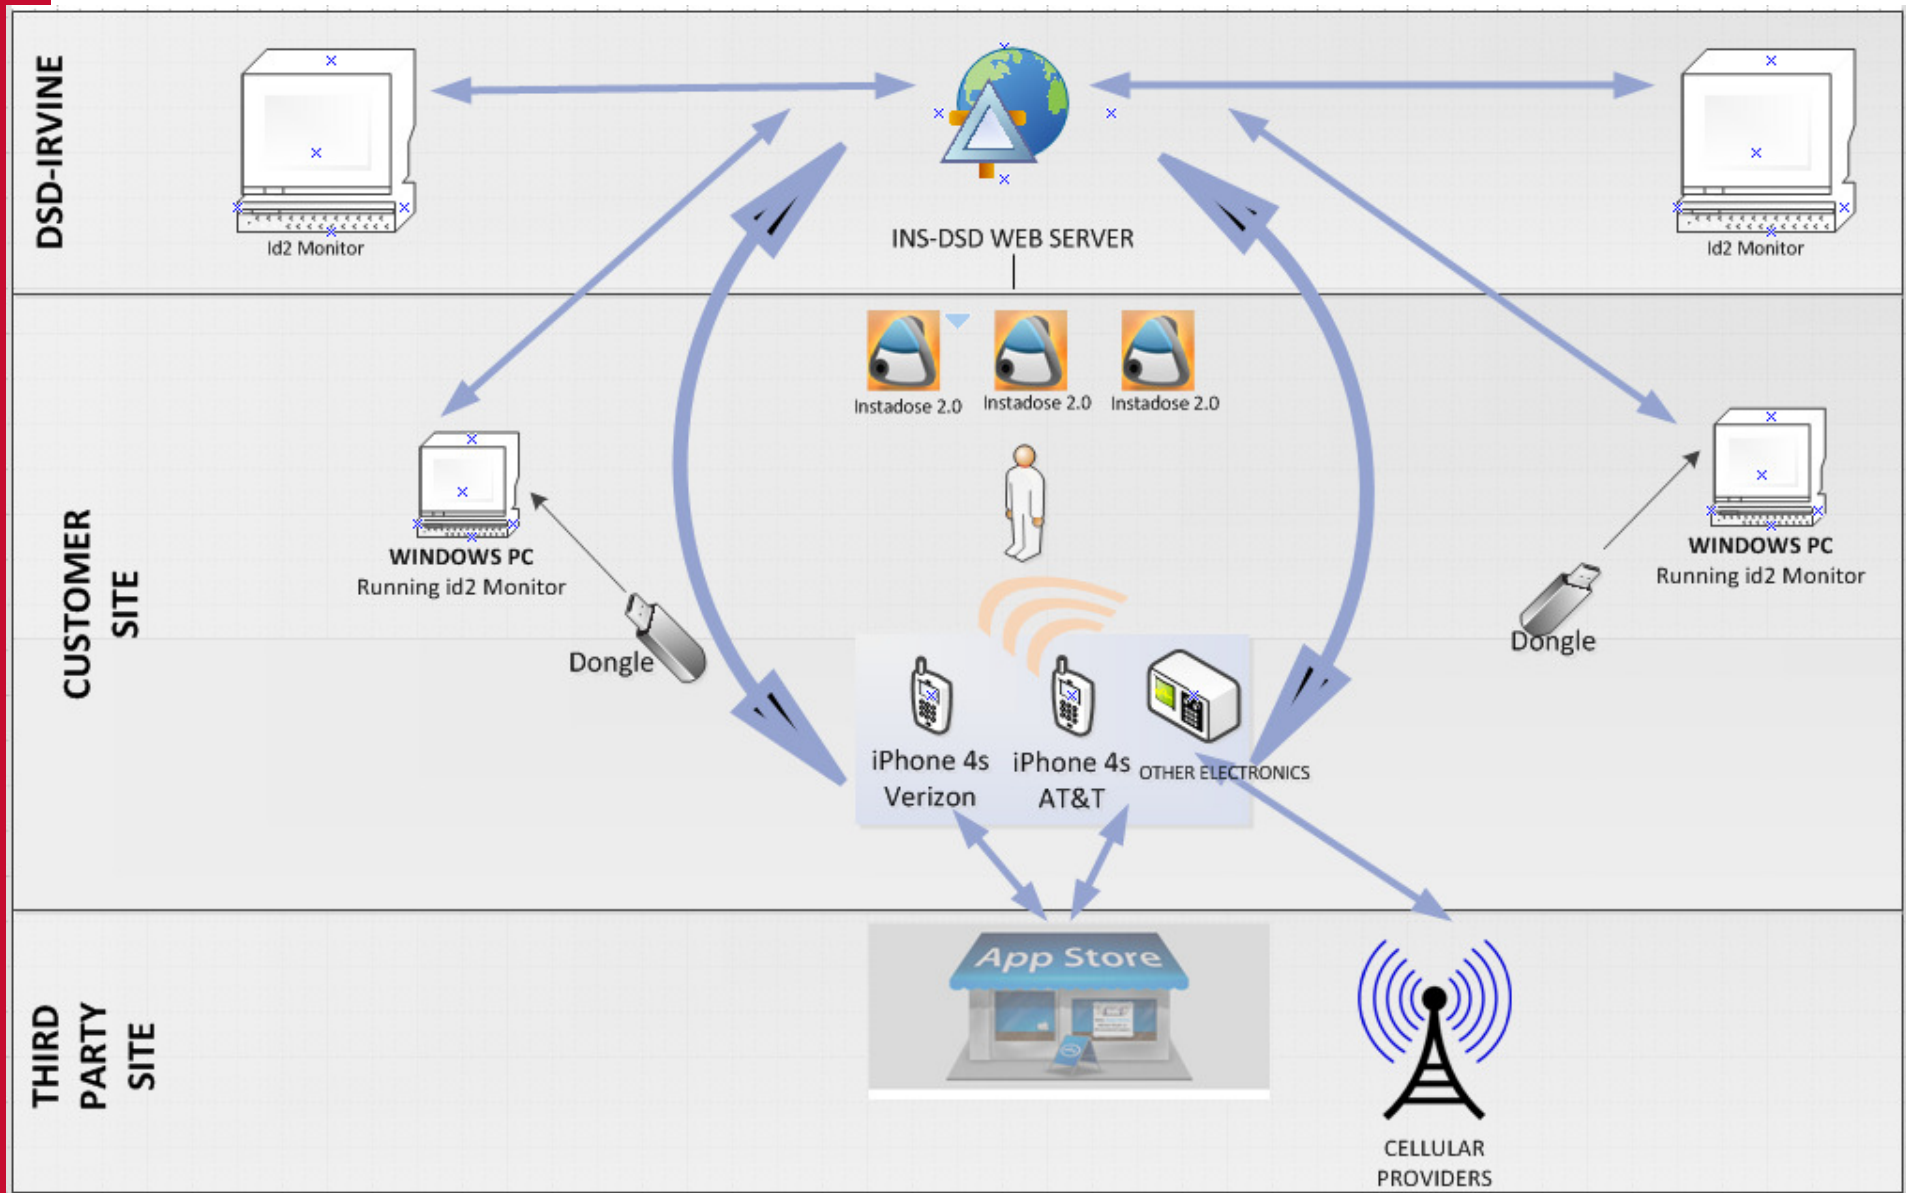 DSD-IRVINE
Id2 Monitor
INS-DSD WEB SERVER
Id2 Monitor
CUSTOMER
SITE
Instadose 2.0
Instadose 2.0
Instadose 2.0
WINDOWS PC
Running id2 Monitor
Dongle
WINDOWS PC
Running id2 Monitor
Dongle
iPhone 4s
Verizon
iPhone 4s
AT&T
OTHER ELECTRONICS
THIRD
PARTY
SITE
App Store
CELLULAR
PROVIDERS